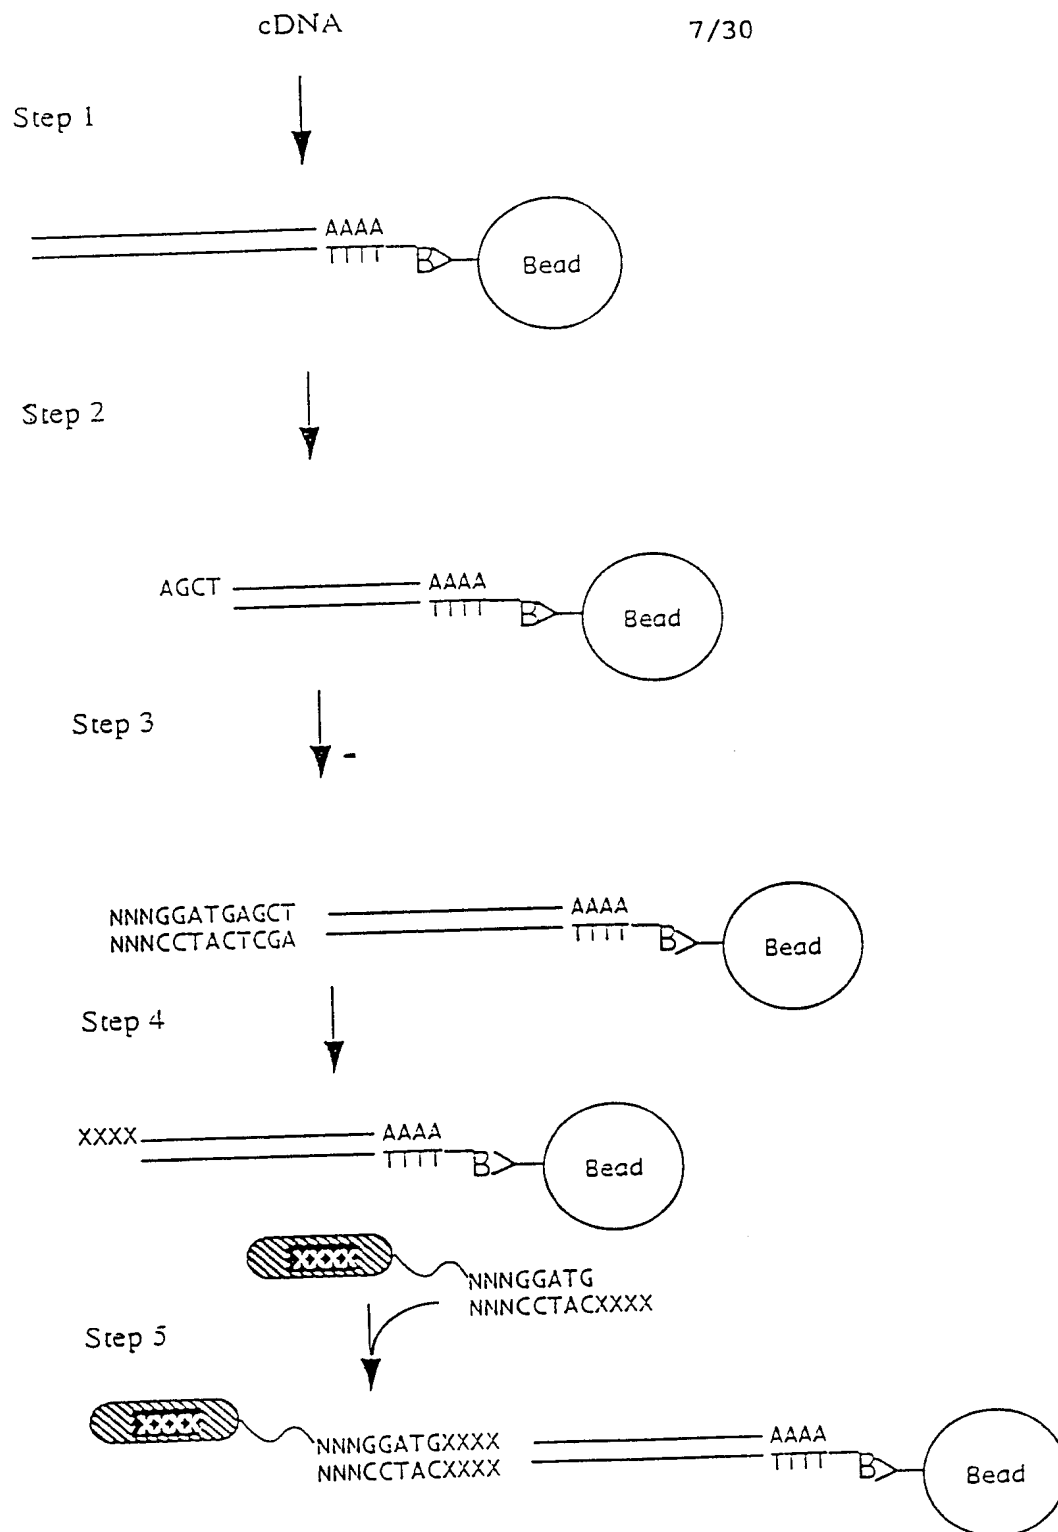 cDNA 7/30
Step 1
AAAA
TTTT B Bead
Step 2
AGCT AAAA
TTTT B Bead
Step 3
NNNGGATGAGCT AAAA
NNNCCTACTCGA TTTT B Bead
Step 4
XXXX AAAA
TTTT B Bead
XXXX
NNNGGATG
NNNCCTACXXXX
Step 5
XXXX
NNNGGATGXXXX AAAA
NNNCCTACXXXX TTTT B Bead